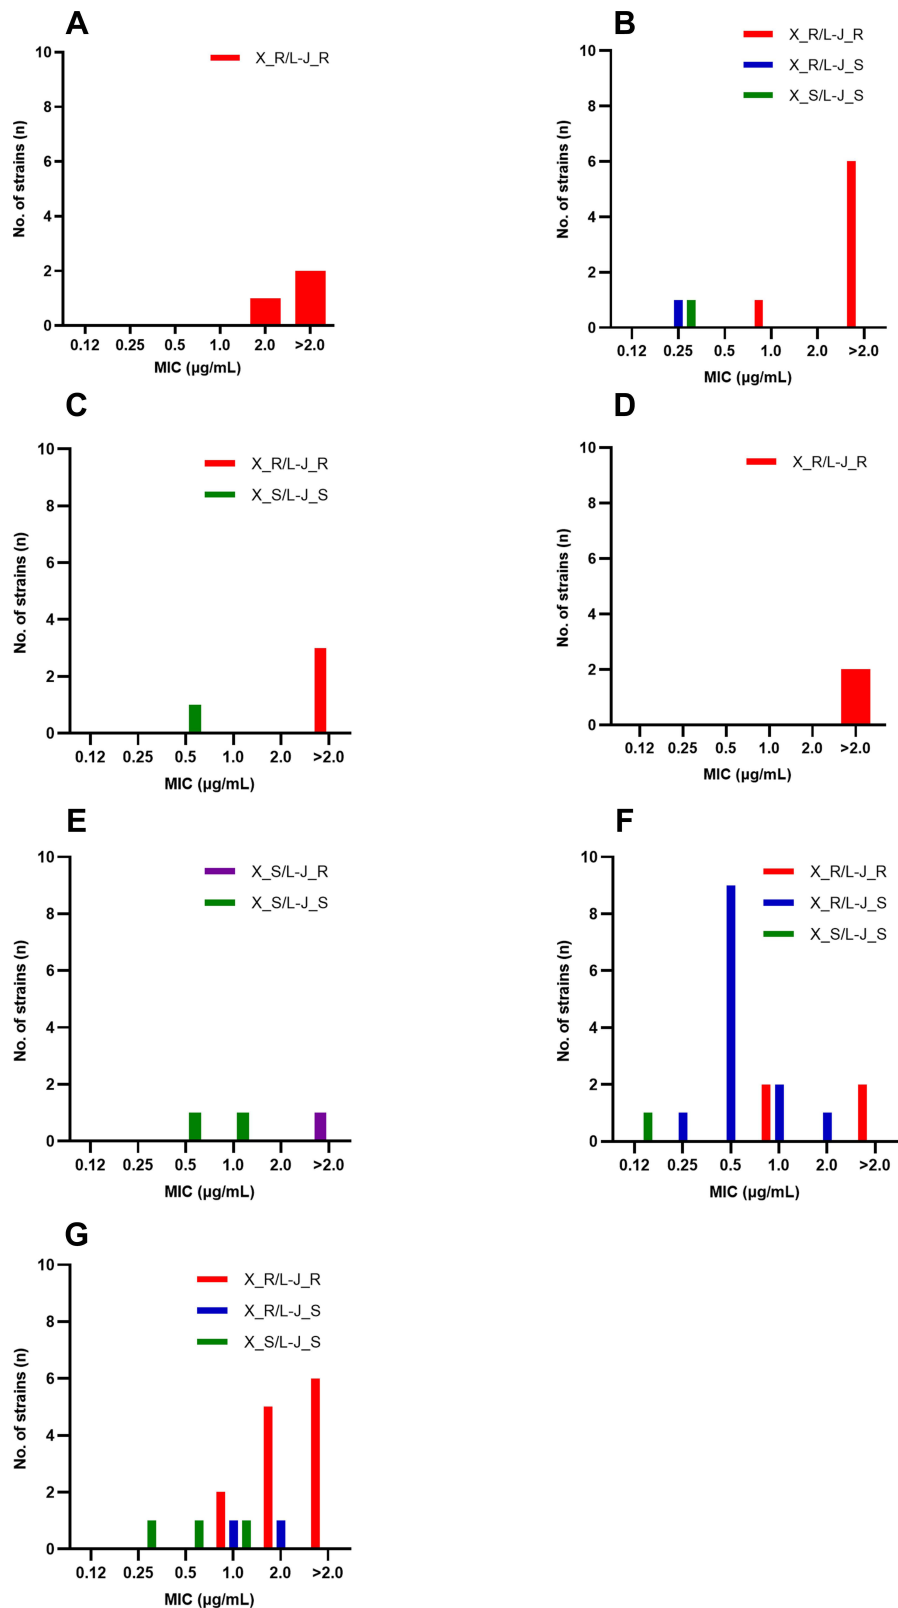 A
X_R/L-J_R
No. of strains (n)
10
8
6
4
2
0
0.12 0.25 0.5 1.0 2.0 >2.0
MIC (µg/mL)
B
X_R/L-J_R
X_R/L-J_S
X_S/L-J_S
No. of strains (n)
10
8
6
4
2
0
0.12 0.25 0.5 1.0 2.0 >2.0
MIC (µg/mL)
C
X_R/L-J_R
X_S/L-J_S
No. of strains (n)
10
8
6
4
2
0
0.12 0.25 0.5 1.0 2.0 >2.0
MIC (µg/mL)
D
X_R/L-J_R
No. of strains (n)
10
8
6
4
2
0
0.12 0.25 0.5 1.0 2.0 >2.0
MIC (µg/mL)
E
X_S/L-J_R
X_S/L-J_S
No. of strains (n)
10
8
6
4
2
0
0.12 0.25 0.5 1.0 2.0 >2.0
MIC (µg/mL)
F
X_R/L-J_R
X_R/L-J_S
X_S/L-J_S
No. of strains (n)
10
8
6
4
2
0
0.12 0.25 0.5 1.0 2.0 >2.0
MIC (µg/mL)
G
X_R/L-J_R
X_R/L-J_S
X_S/L-J_S
No. of strains (n)
10
8
6
4
2
0
0.12 0.25 0.5 1.0 2.0 >2.0
MIC (µg/mL)